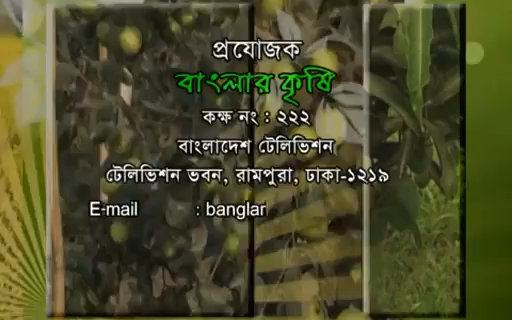 প্রযোজক
বাংলার কৃষি
কক্ষ নং : ২২২
বাংলাদেশ টেলিভিশন
টেলিভিশন ভবন, রামপুরা, ঢাকা-১২১৯
E-mail : banglar